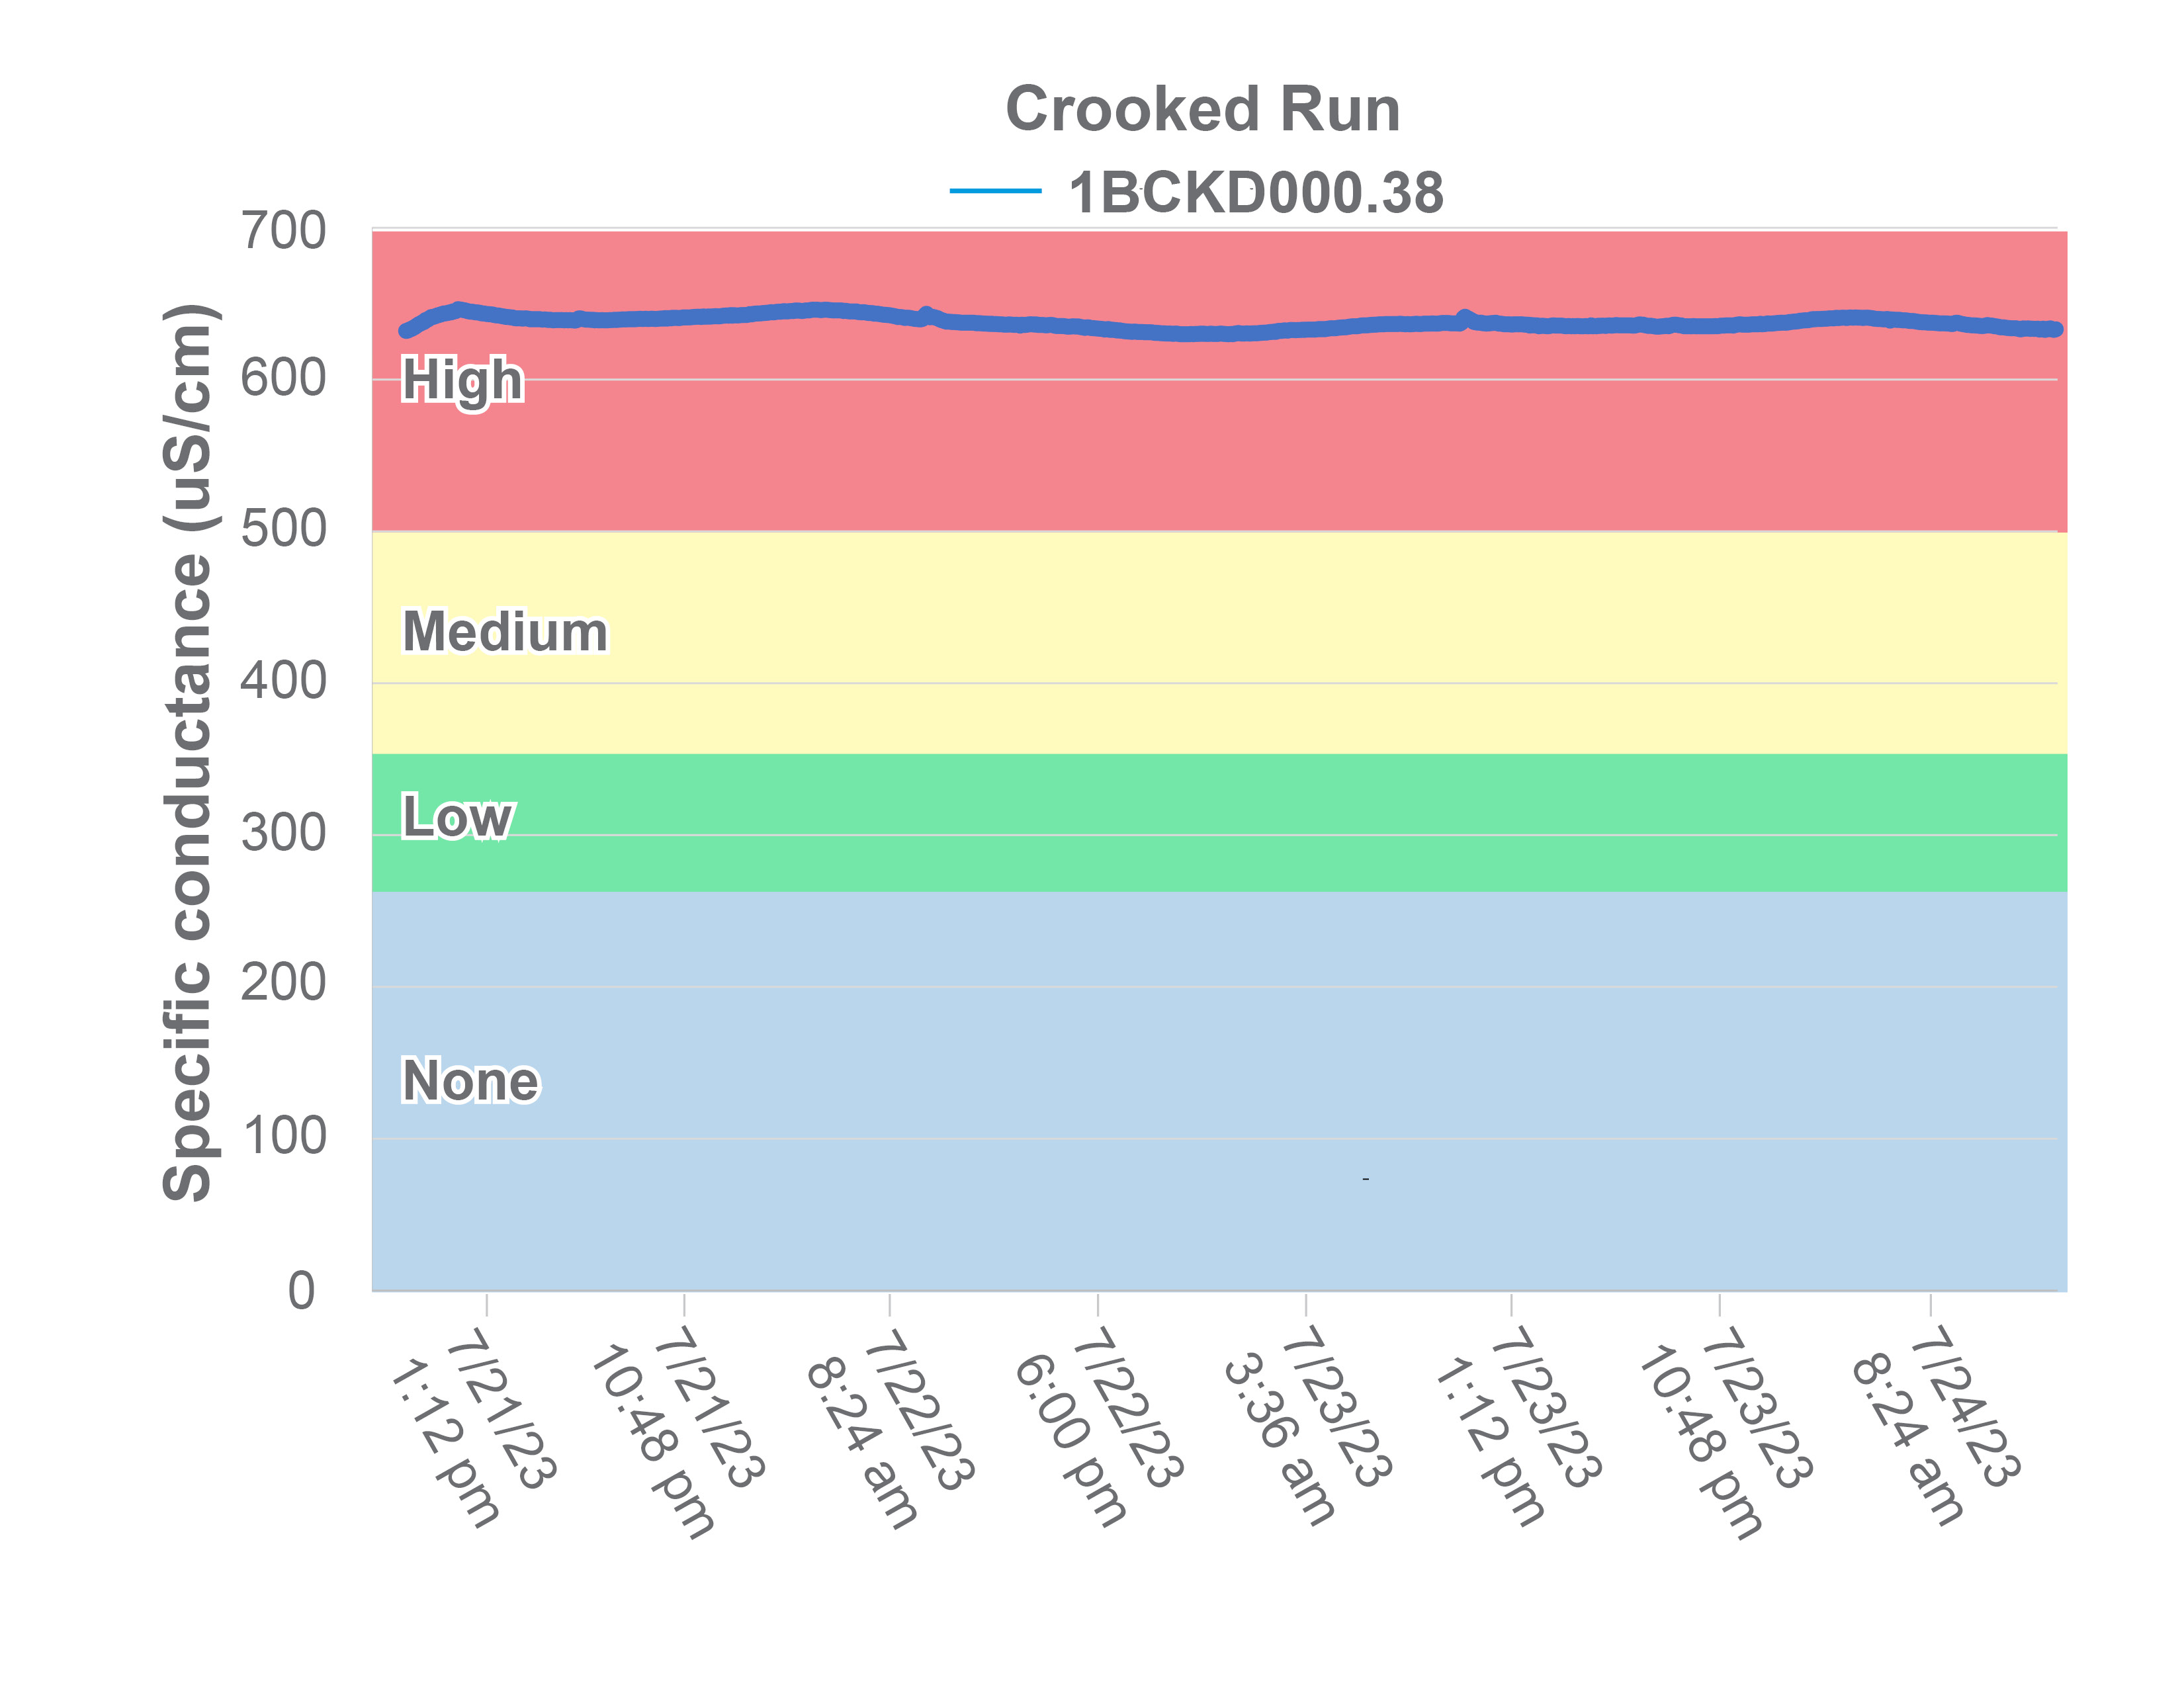 Crooked Run
1BCKD000.38
Specific conductance (uS/cm)
700
600
500
400
300
200
100
0
High
Medium
Low
None
7/21/23
1:12 pm
7/21/23
10:48 pm
7/22/23
8:24 am
7/22/23
6:00 pm
7/23/23
3:36 am
7/23/23
1:12 pm
7/23/23
10:48 pm
7/24/23
8:24 am